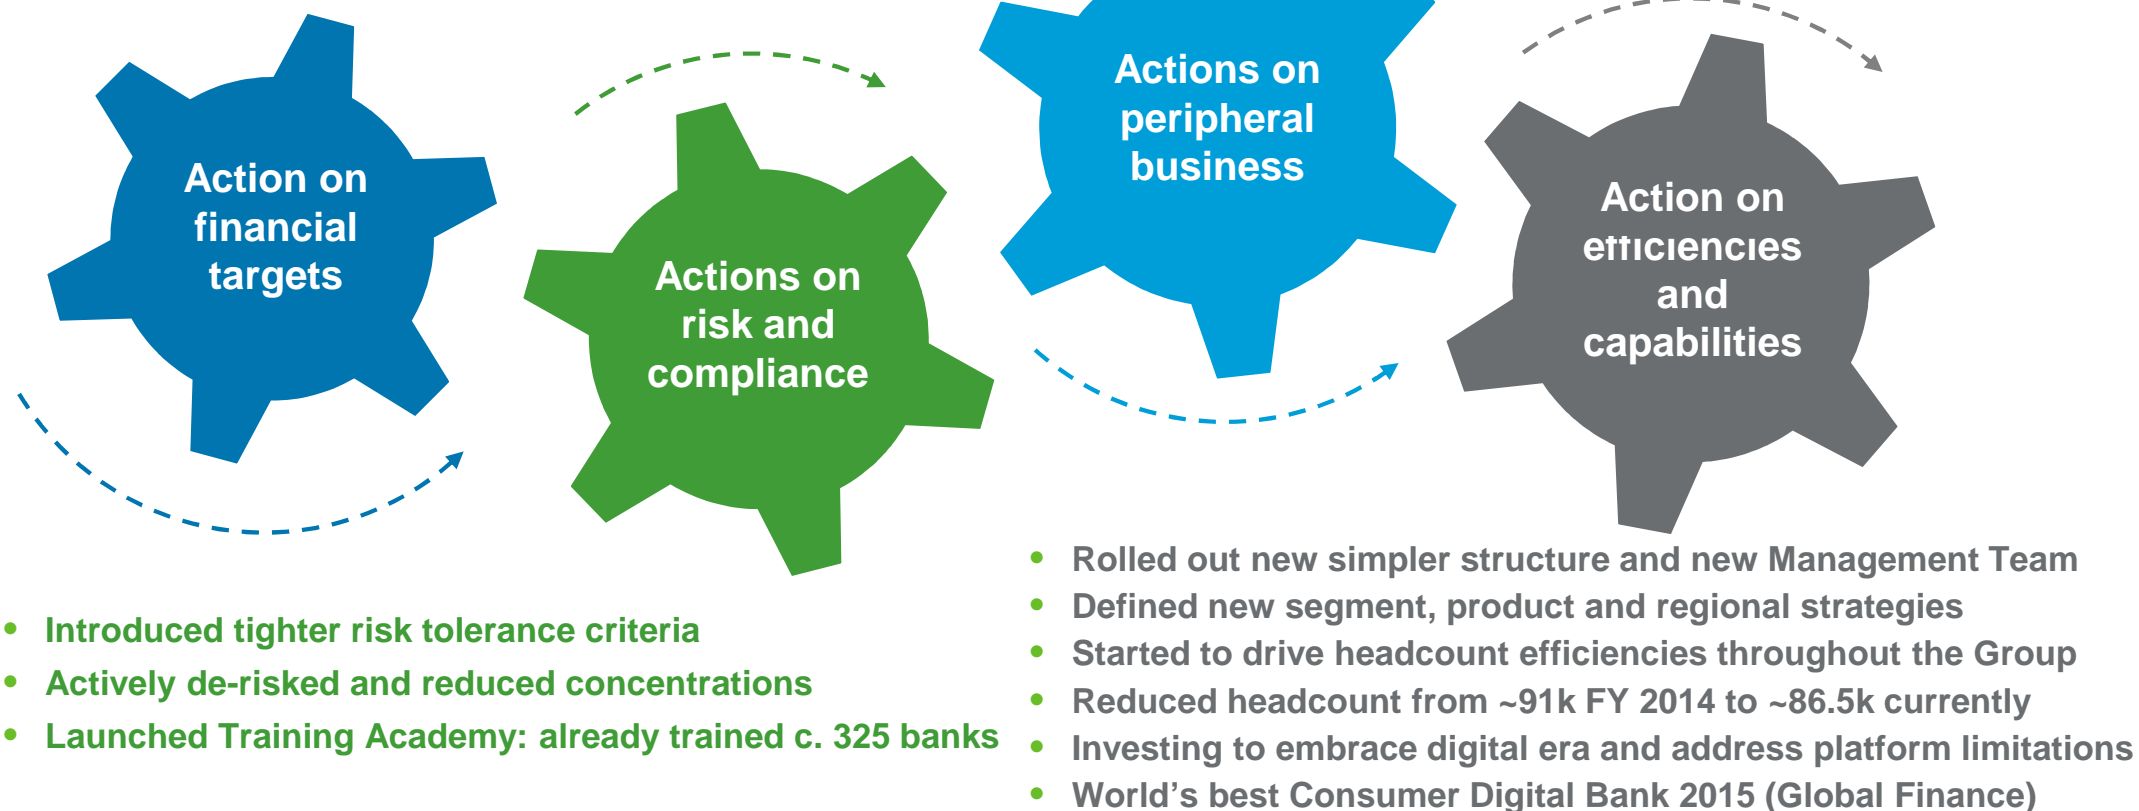 Action on
financial
targets
Actions on
risk and
compliance
Actions on
peripheral
business
Action on
efficiencies
and
capabilities
• Introduced tighter risk tolerance criteria
• Actively de-risked and reduced concentrations
• Launched Training Academy: already trained c. 325 banks
• Rolled out new simpler structure and new Management Team
• Defined new segment, product and regional strategies
• Started to drive headcount efficiencies throughout the Group
• Reduced headcount from ~91k FY 2014 to ~86.5k currently
• Investing to embrace digital era and address platform limitations
• World’s best Consumer Digital Bank 2015 (Global Finance)